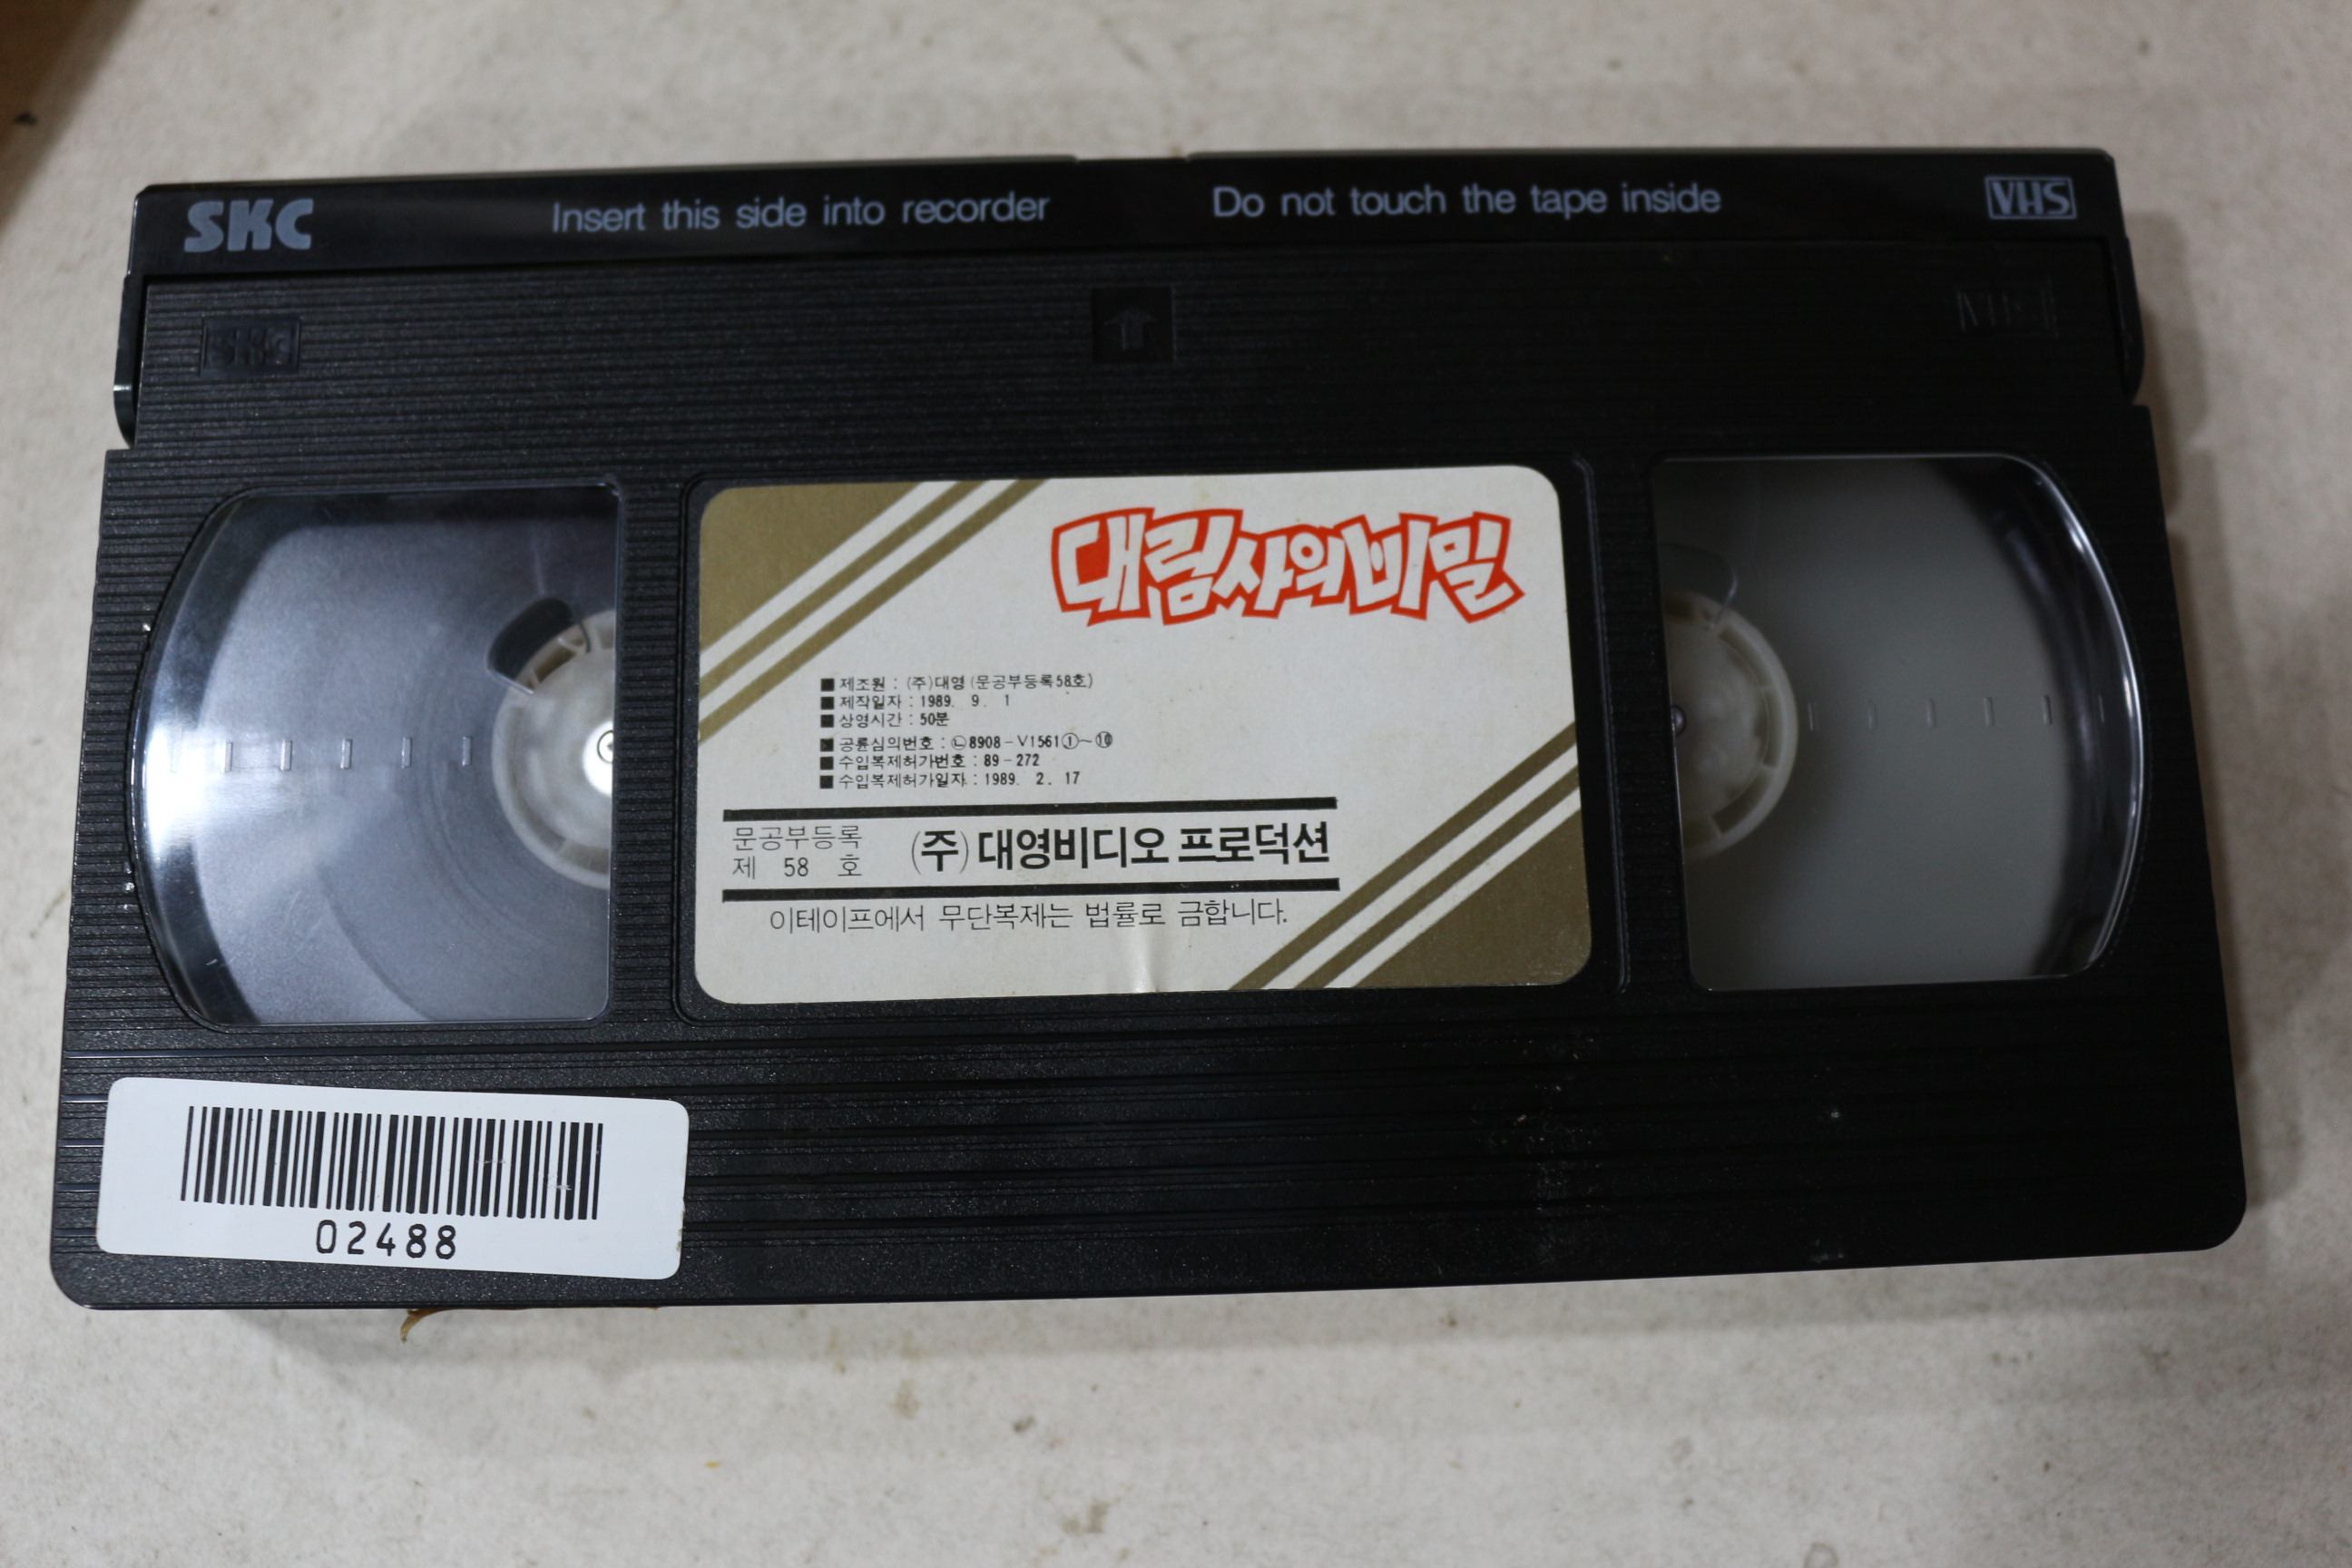 SKC Insert this side into recorder Do not touch the tape inside VHS
SKC VHS
대림사의비밀
■ 제조원 : (주)대영 (문공부등록58호)
■ 제작일자 : 1989. 9. 1
■ 상영시간 : 50분
■ 공륜심의번호 : ㉡8908-V1561①~⑩
■ 수입복제허가번호 : 89-272
■ 수입복제허가일자 : 1989. 2. 17
문공부등록
제 58 호
(주)대영비디오 프로덕션
이테이프에서 무단복제는 법률로 금합니다.
02488